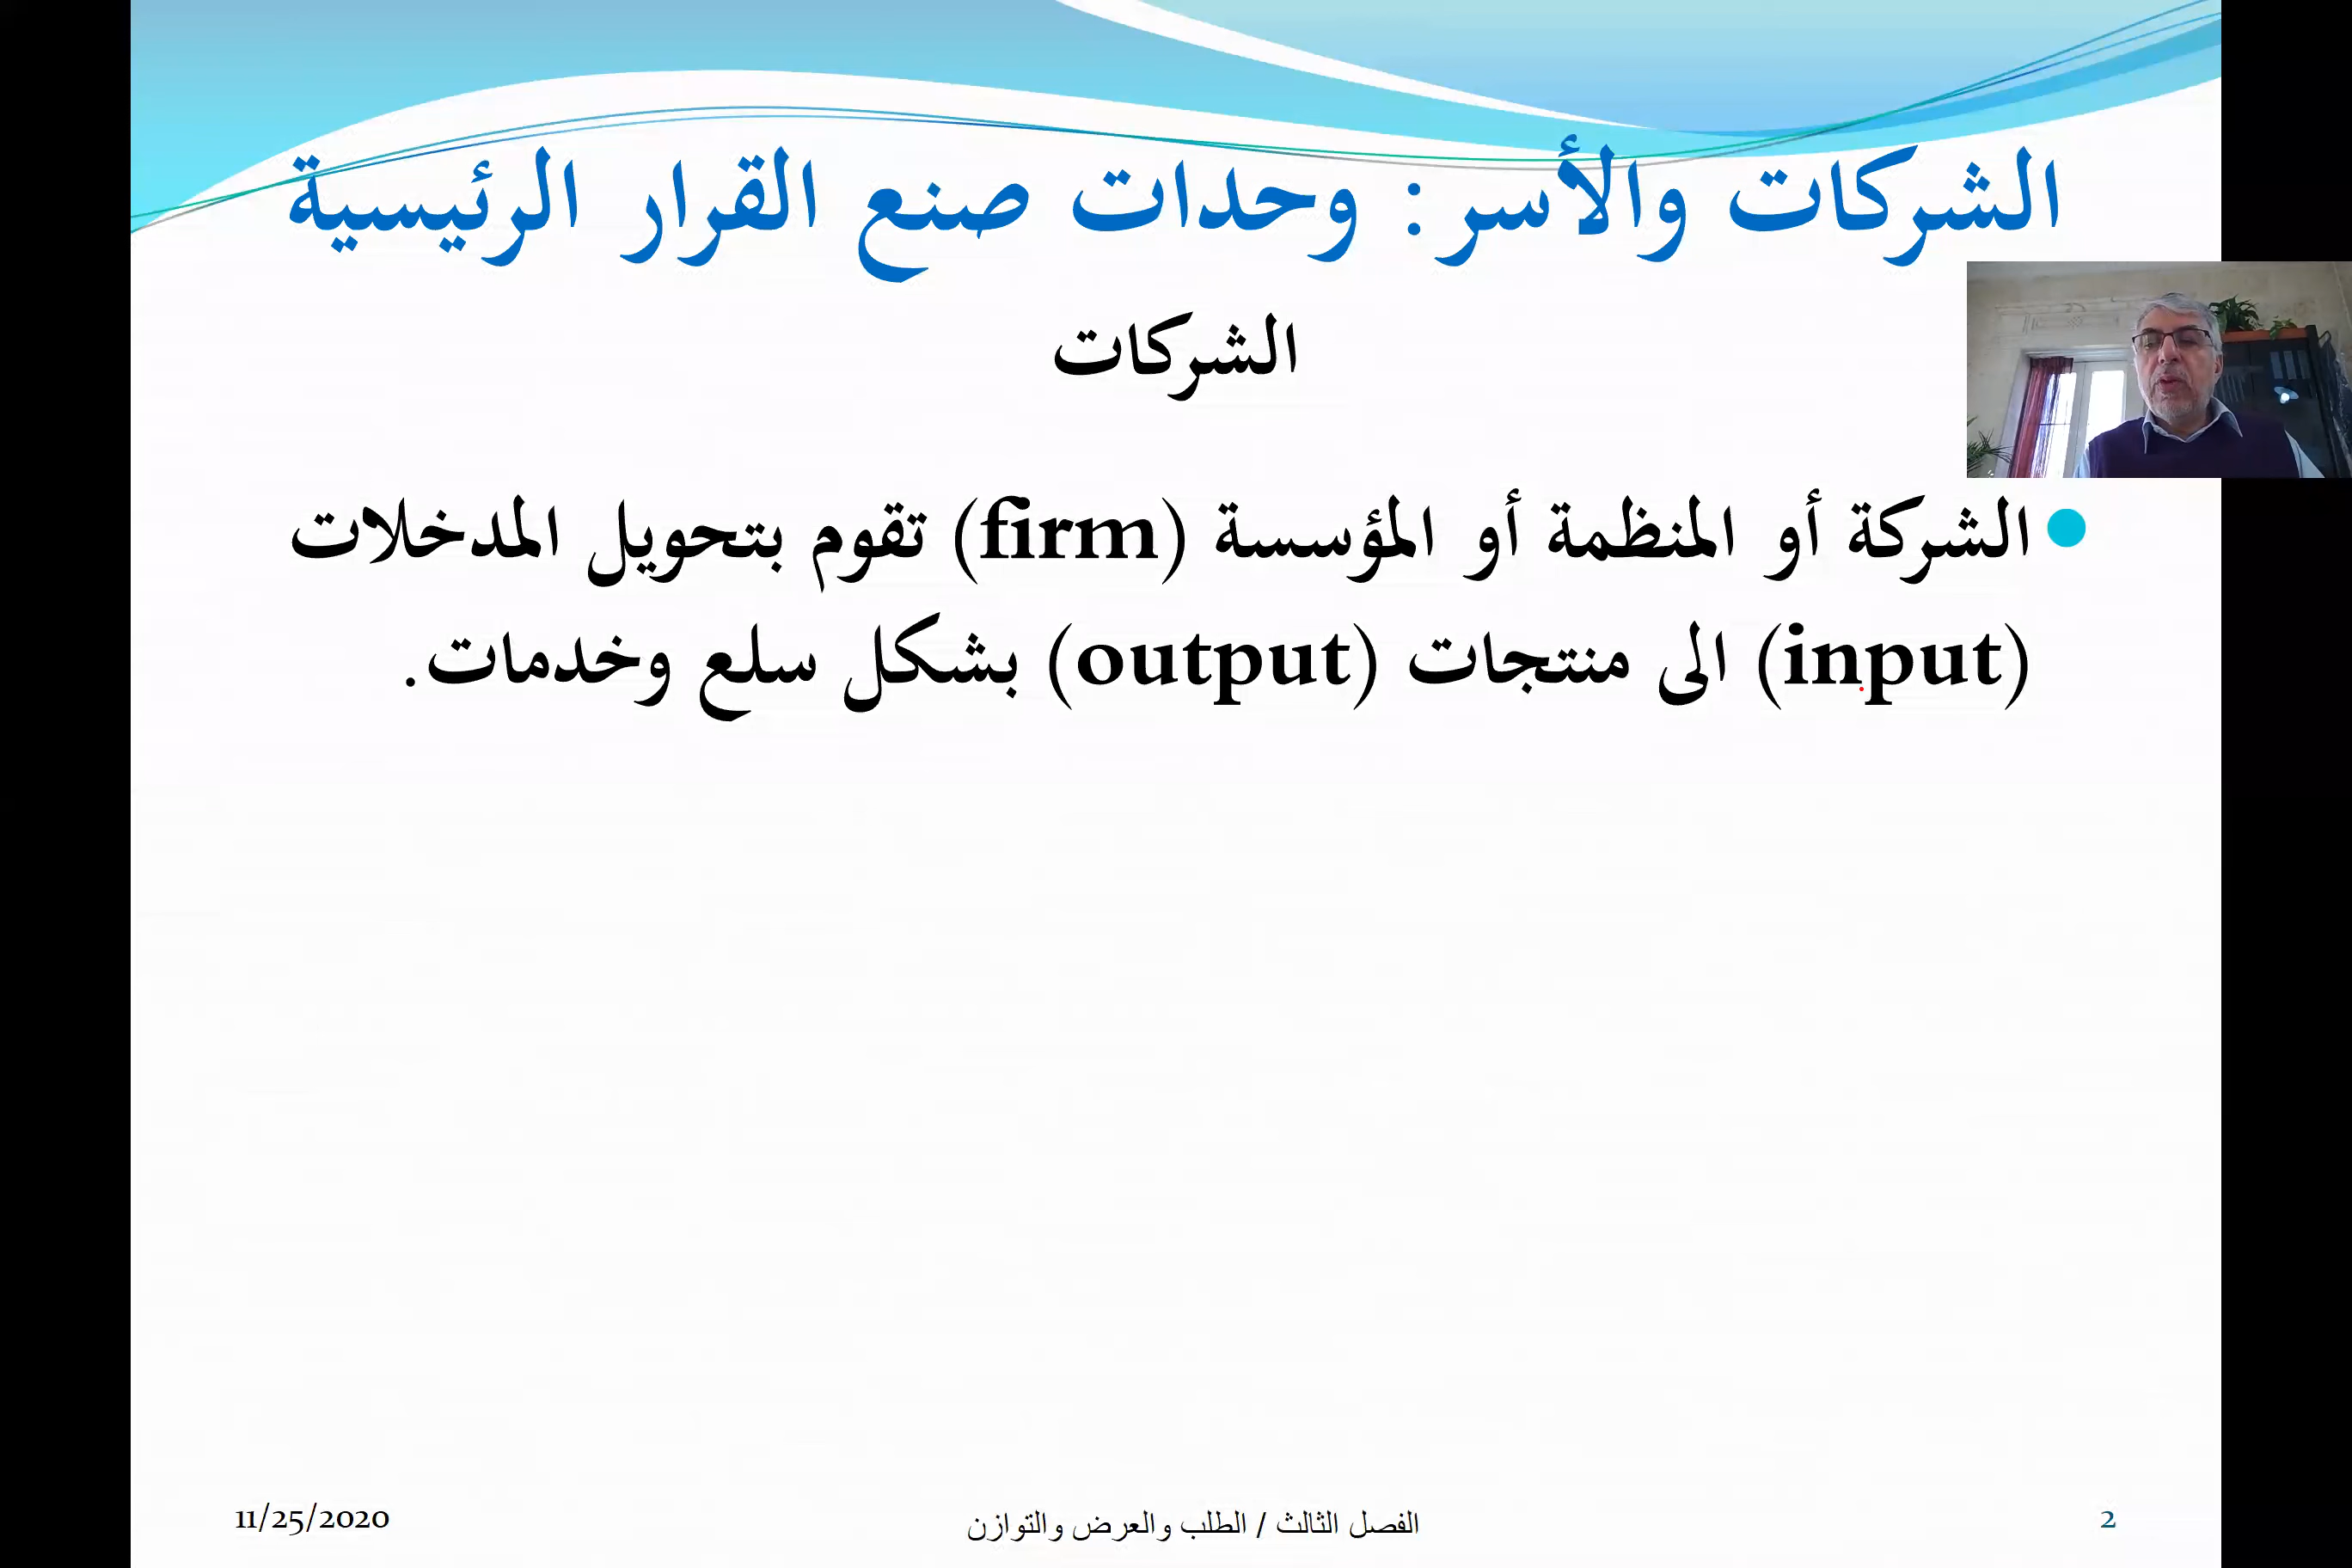 الشركات والأسر: وحدات صنع القرار الرئيسية
الشركات
الشركة أو المنظمة أو المؤسسة (firm) تقوم بتحويل المدخلات
(input) الى منتجات (output) بشكل سلع وخدمات.
11/25/2020
الفصل الثالث / الطلب والعرض والتوازن
2